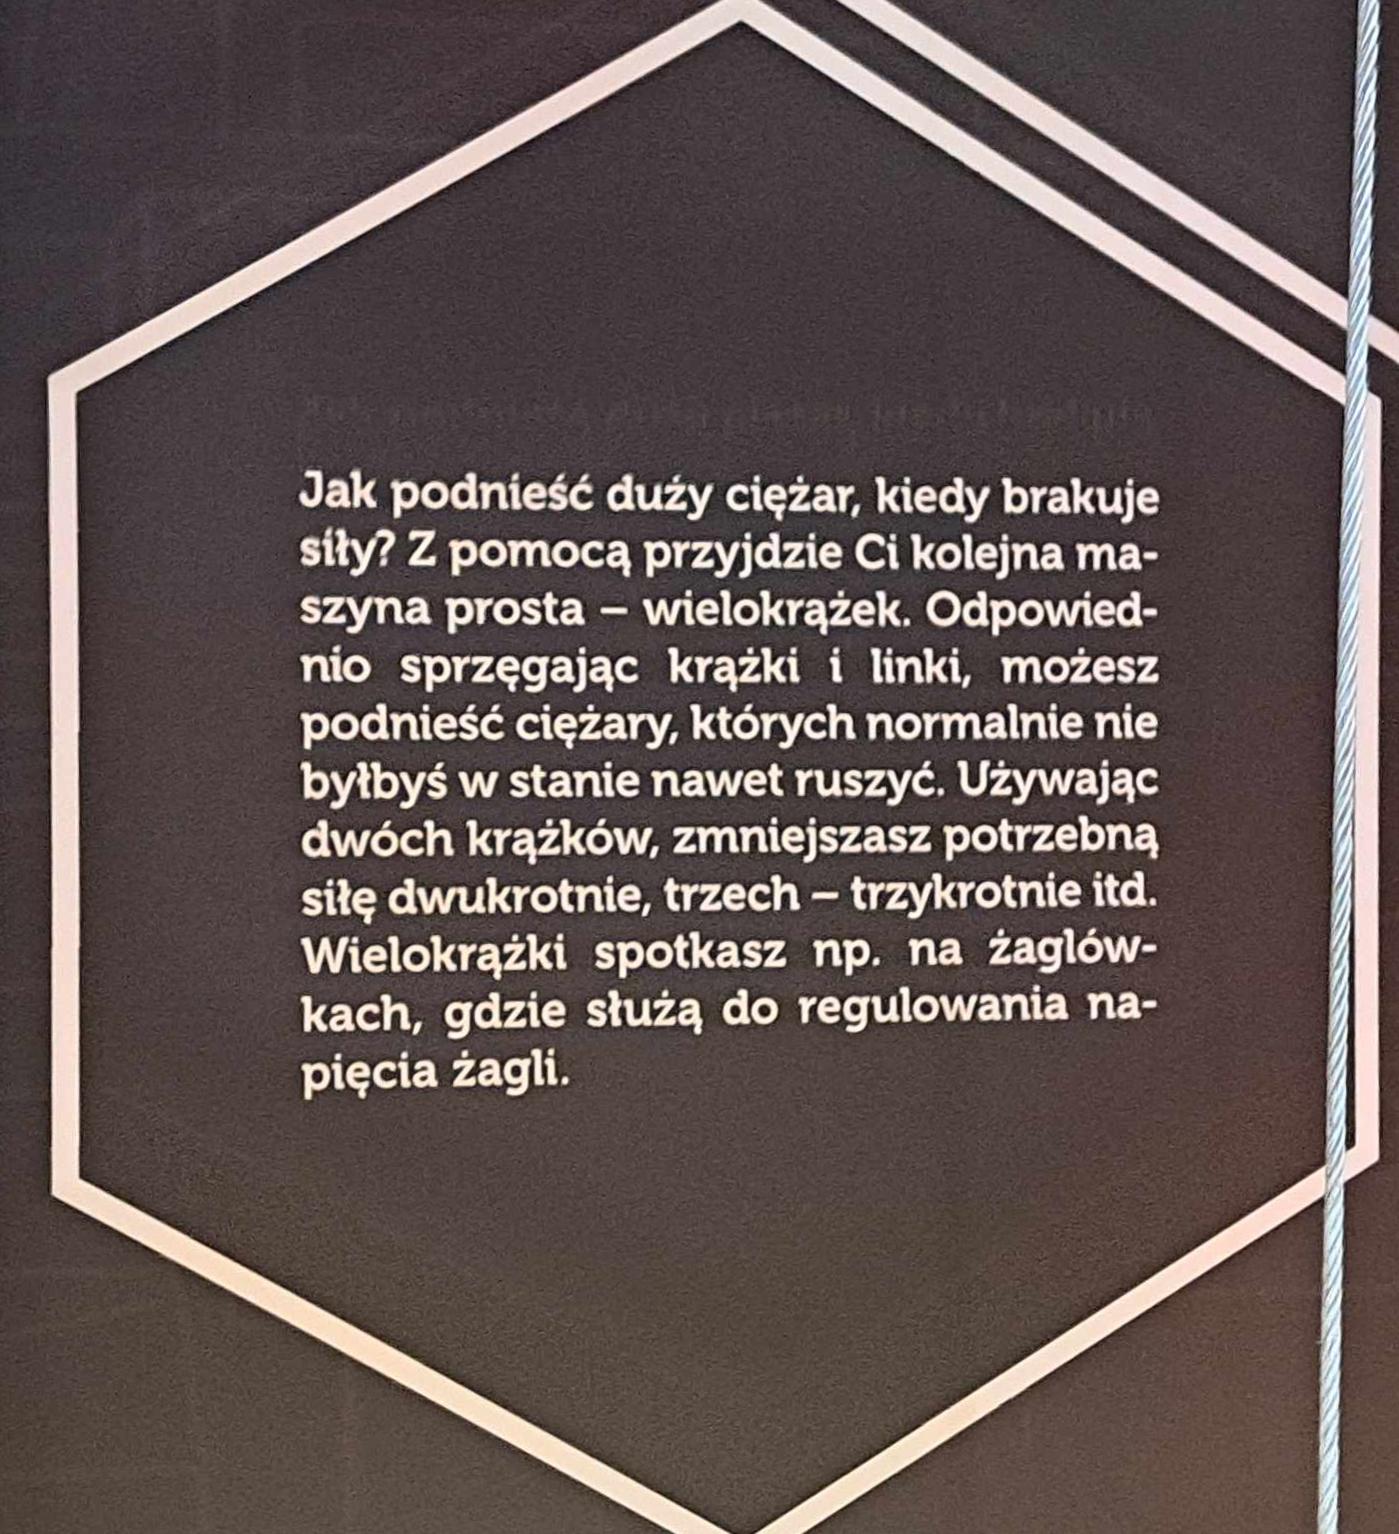 Jak podnieść duży ciężar, kiedy brakuje
siły? Z pomocą przyjdzie Ci kolejna ma-
szyna prosta – wielokrążek. Odpowied-
nio sprzęgając krążki i linki, możesz
podnieść ciężary, których normalnie nie
byłbyś w stanie nawet ruszyć. Używając
dwóch krążków, zmniejszasz potrzebną
siłę dwukrotnie, trzech – trzykrotnie itd.
Wielokrążki spotkasz np. na żaglów-
kach, gdzie służą do regulowania na-
pięcia żagli.